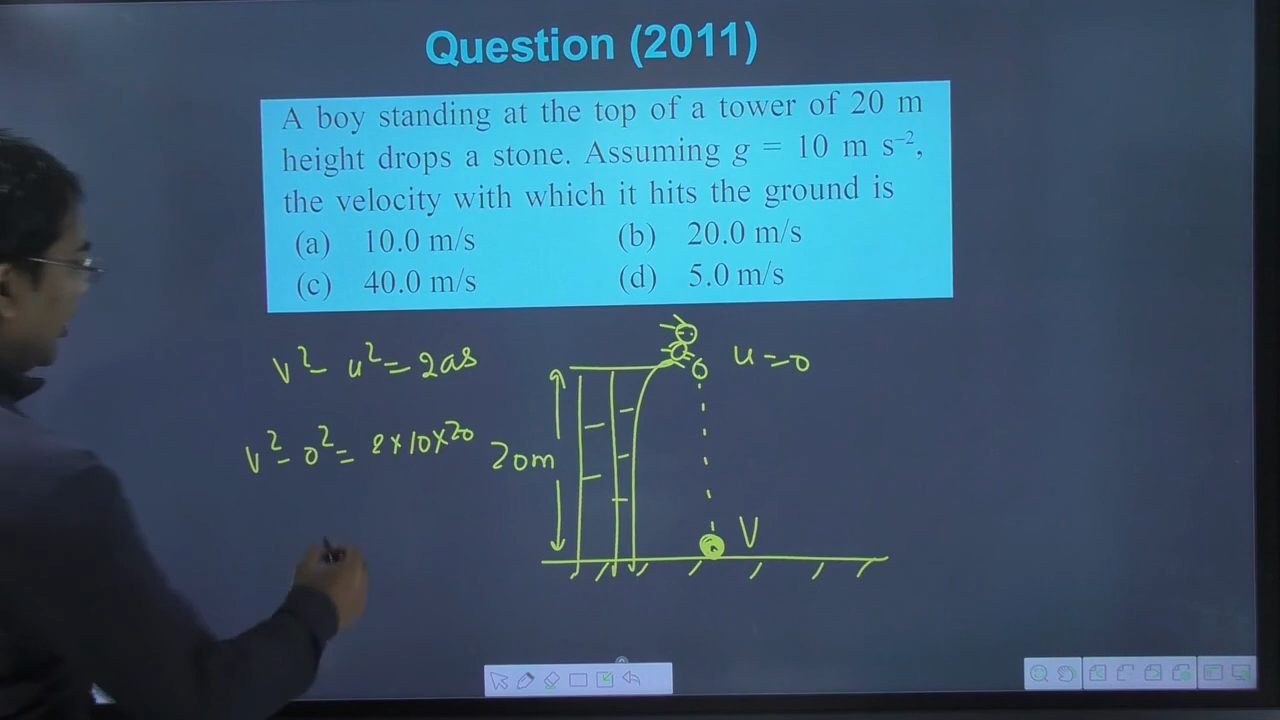 Question (2011)
A boy standing at the top of a tower of 20 m
height drops a stone. Assuming g = 10 m s⁻²,
the velocity with which it hits the ground is
(a) 10.0 m/s (b) 20.0 m/s
(c) 40.0 m/s (d) 5.0 m/s
v² - u² = 2as
u = 0
v² - 0² = 2×10×20
20m
V